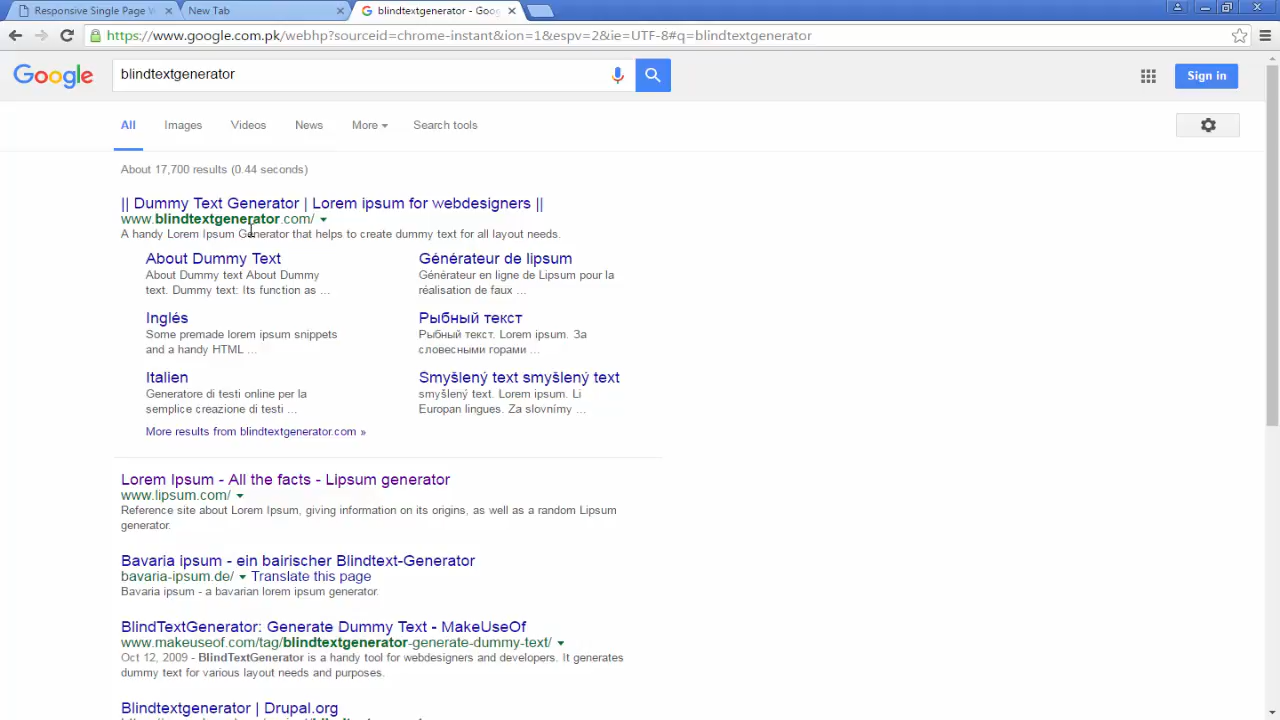 Responsive Single Page W
New Tab
blindtextgenerator - Goo
https://www.google.com.pk/webhp?sourceid=chrome-instant&ion=1&espv=2&ie=UTF-8#q=blindtextgenerator
Google
blindtextgenerator
Sign in
All Images Videos News More Search tools
About 17,700 results (0.44 seconds)
|| Dummy Text Generator | Lorem ipsum for webdesigners ||
www.blindtextgenerator.com/
A handy Lorem Ipsum Generator that helps to create dummy text for all layout needs.
About Dummy Text
About Dummy text About Dummy
text. Dummy text: Its function as ...
Générateur de lipsum
Générateur en ligne de Lipsum pour la
réalisation de faux ...
Inglés
Some premade lorem ipsum snippets
and a handy HTML ...
Рыбный текст
Рыбный текст. Lorem ipsum. За
словесными горами ...
Italien
Generatore di testi online per la
semplice creazione di testi ...
Smyšlený text smyšlený text
smyšlený text. Lorem ipsum. Li
Europan lingues. Za slovnímy ...
More results from blindtextgenerator.com »
Lorem Ipsum - All the facts - Lipsum generator
www.lipsum.com/
Reference site about Lorem Ipsum, giving information on its origins, as well as a random Lipsum
generator.
Bavaria ipsum - ein bairischer Blindtext-Generator
bavaria-ipsum.de/ Translate this page
Bavaria ipsum - a bavarian lorem ipsum generator.
BlindTextGenerator: Generate Dummy Text - MakeUseOf
www.makeuseof.com/tag/blindtextgenerator-generate-dummy-text/
Oct 12, 2009 - BlindTextGenerator is a handy tool for webdesigners and developers. It generates
dummy text for various layout needs and purposes.
Blindtextgenerator | Drupal.org